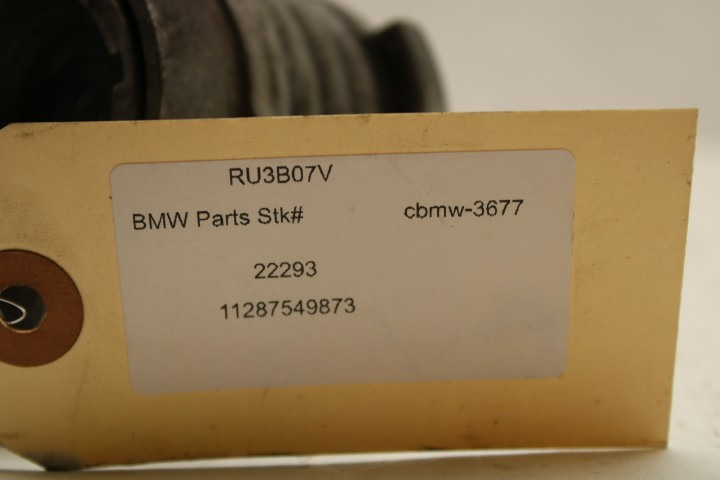 RU3B07V
BMW Parts Stk# cbmw-3677
22293
11287549873